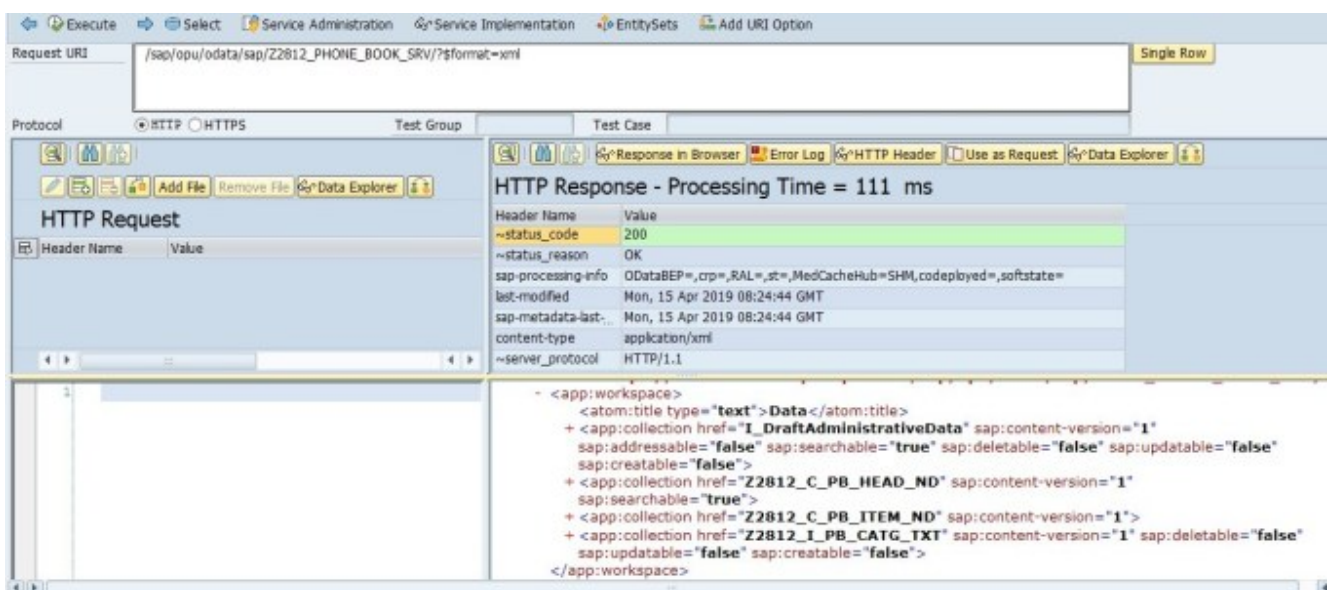 Execute Select Service Administration Service Implementation EntitySets Add URI Option
Request URI /sap/opu/odata/sap/Z2812_PHONE_BOOK_SRV/?$format=xml Single Row
Protocol HTTP HTTPS Test Group Test Case
Response in Browser Error Log HTTP Header Use as Request Data Explorer
Add File Remove File Data Explorer
HTTP Response - Processing Time = 111 ms
HTTP Request
Header Name Value
Header Name Value
~status_code 200
~status_reason OK
sap-processing-info ODataBEP=,crp=,RAL=,st=,MedCacheHub=SHM,codeployed=,softstate=
last-modified Mon, 15 Apr 2019 08:24:44 GMT
sap-metadata-last-... Mon, 15 Apr 2019 08:24:44 GMT
content-type application/xml
~server_protocol HTTP/1.1
1
- <app:workspace>
<atom:title type="text">Data</atom:title>
+ <app:collection href="I_DraftAdministrativeData" sap:content-version="1"
sap:addressable="false" sap:searchable="true" sap:deletable="false" sap:updatable="false"
sap:creatable="false">
+ <app:collection href="Z2812_C_PB_HEAD_ND" sap:content-version="1"
sap:searchable="true">
+ <app:collection href="Z2812_C_PB_ITEM_ND" sap:content-version="1">
+ <app:collection href="Z2812_I_PB_CATG_TXT" sap:content-version="1" sap:deletable="false"
sap:updatable="false" sap:creatable="false">
</app:workspace>